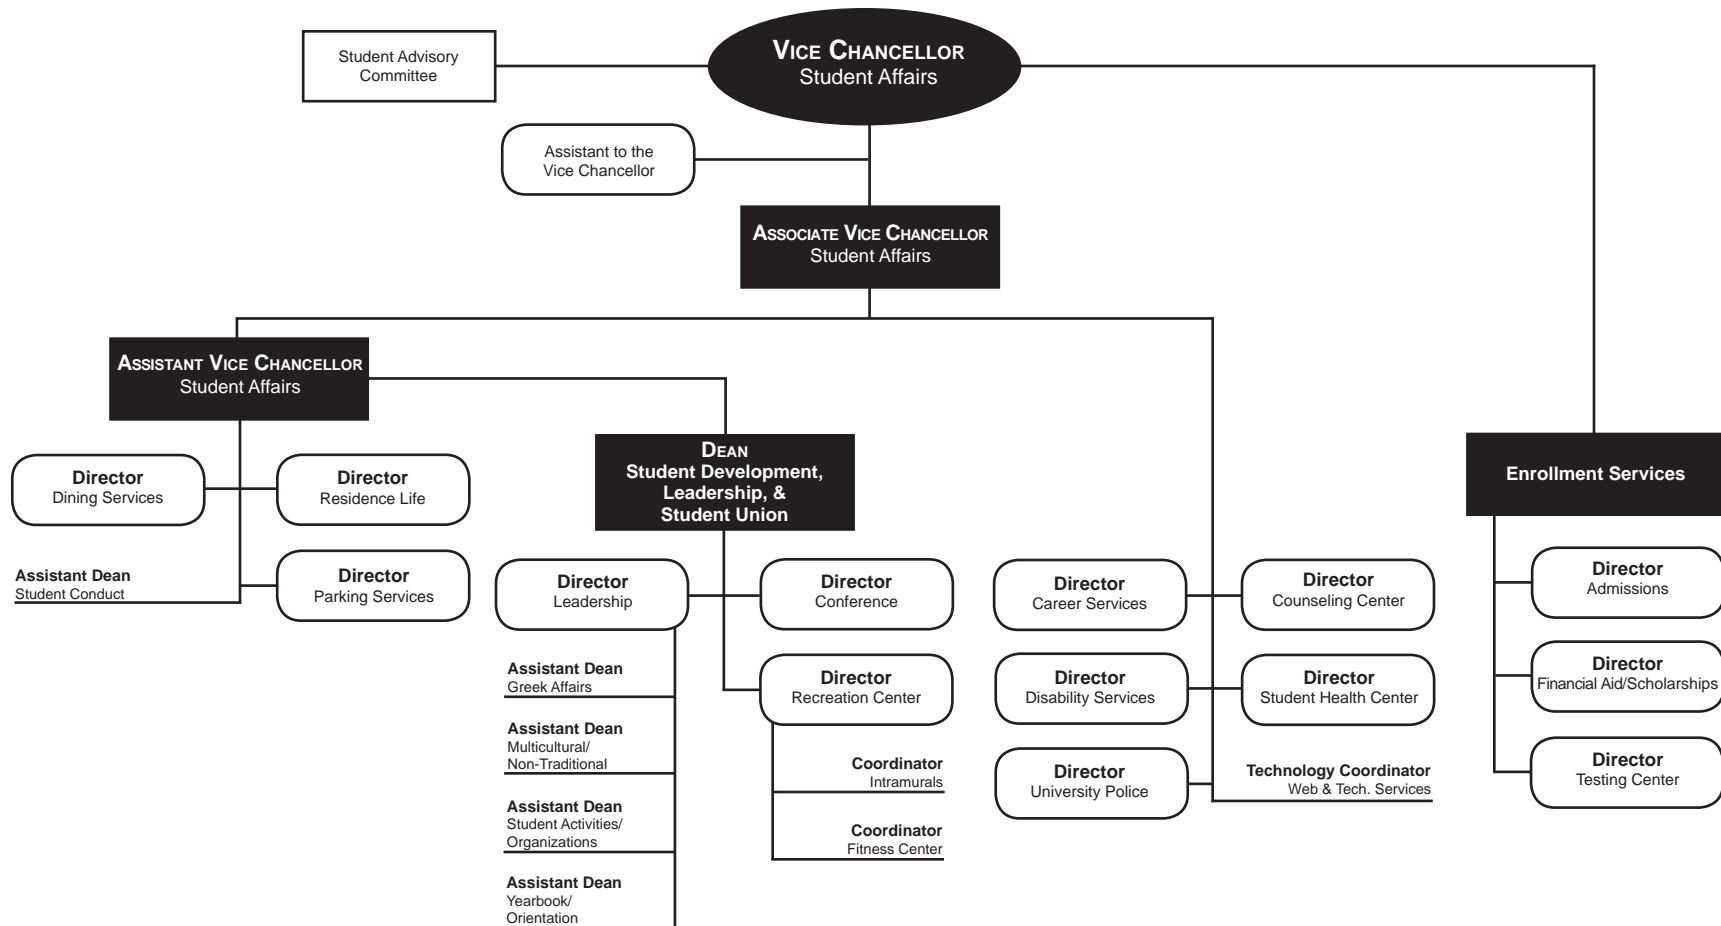 Student Advisory
Committee
VICE CHANCELLOR
Student Affairs
Assistant to the
Vice Chancellor
ASSOCIATE VICE CHANCELLOR
Student Affairs
ASSISTANT VICE CHANCELLOR
Student Affairs
Director
Dining Services
Director
Residence Life
Assistant Dean
Student Conduct
Director
Parking Services
DEAN
Student Development,
Leadership, &
Student Union
Director
Leadership
Director
Conference
Assistant Dean
Greek Affairs
Assistant Dean
Multicultural/
Non-Traditional
Assistant Dean
Student Activities/
Organizations
Assistant Dean
Yearbook/
Orientation
Director
Recreation Center
Coordinator
Intramurals
Coordinator
Fitness Center
Director
Career Services
Director
Counseling Center
Director
Disability Services
Director
Student Health Center
Director
University Police
Technology Coordinator
Web & Tech. Services
Enrollment Services
Director
Admissions
Director
Financial Aid/Scholarships
Director
Testing Center